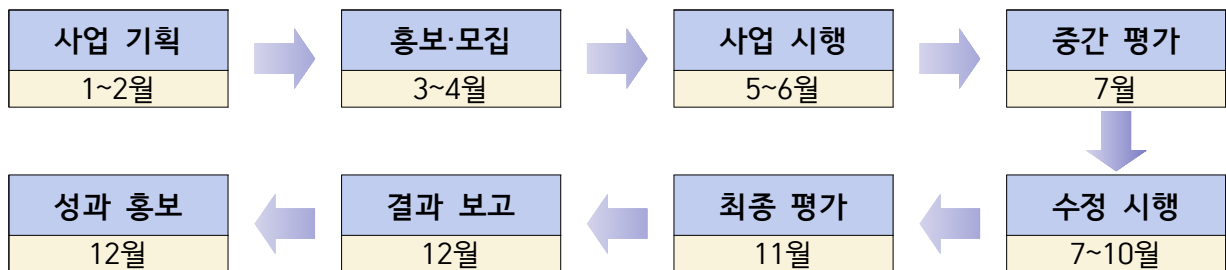 사업 기획
1~2월
홍보·모집
3~4월
사업 시행
5~6월
중간 평가
7월
수정 시행
7~10월
최종 평가
11월
결과 보고
12월
성과 홍보
12월